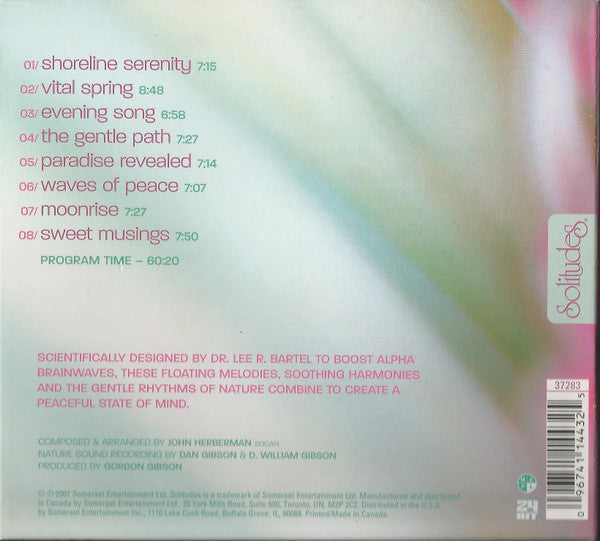 01/ shoreline serenity 7:15
02/ vital spring 8:48
03/ evening song 6:58
04/ the gentle path 7:27
05/ paradise revealed 7:14
06/ waves of peace 7:07
07/ moonrise 7:27
08/ sweet musings 7:50
PROGRAM TIME – 60:20
Solitudes
SCIENTIFICALLY DESIGNED BY DR. LEE R. BARTEL TO BOOST ALPHA
BRAINWAVES, THESE FLOATING MELODIES, SOOTHING HARMONIES
AND THE GENTLE RHYTHMS OF NATURE COMBINE TO CREATE A
PEACEFUL STATE OF MIND.
37283
0 96741 14432 5
COMPOSED & ARRANGED BY JOHN HERBERMAN SOCAN
NATURE SOUND RECORDING BY DAN GIBSON & D. WILLIAM GIBSON
PRODUCED BY GORDON GIBSON
© ℗ 2007 Somerset Entertainment Ltd. Solitudes is a trademark of Somerset Entertainment Ltd. Manufactured and distributed
in Canada by Somerset Entertainment Ltd., 20 York Mills Road, Suite 600, Toronto, ON, M2P 2C2. Distributed in the U.S.A.
by Somerset Entertainment Inc., 1110 Lake Cook Road, Buffalo Grove, IL, 60089. Printed/Made in Canada.
24
BIT